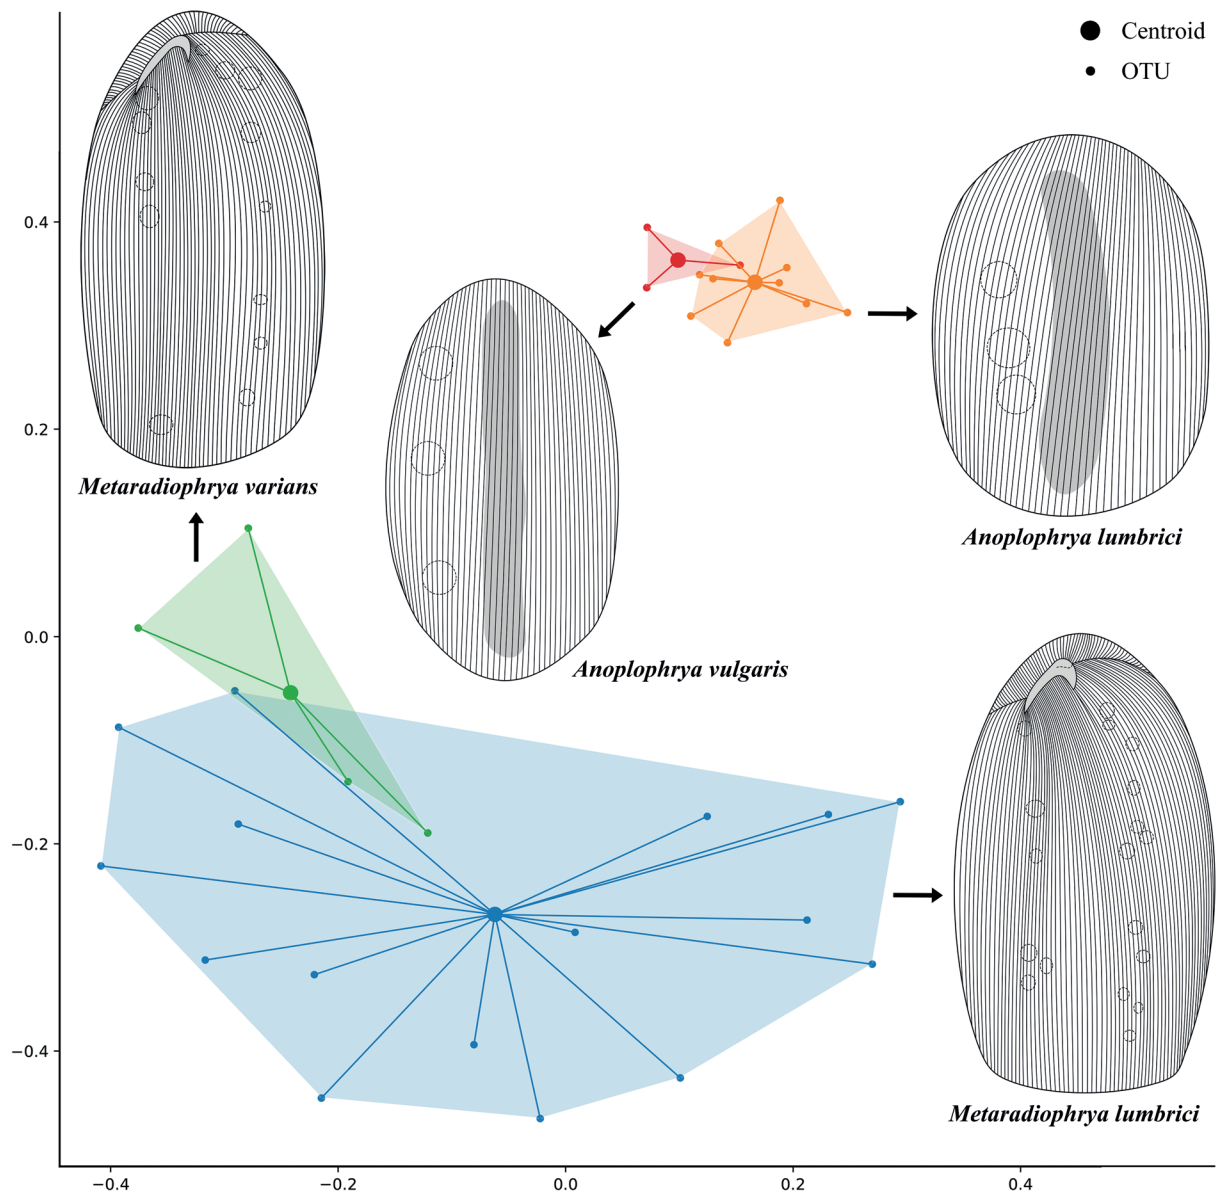 Centroid
OTU
0.4
0.2
0.0
−0.2
−0.4
Metaradiophrya varians
Anoplophrya lumbrici
Anoplophrya vulgaris
Metaradiophrya lumbrici
−0.4
−0.2
0.0
0.2
0.4